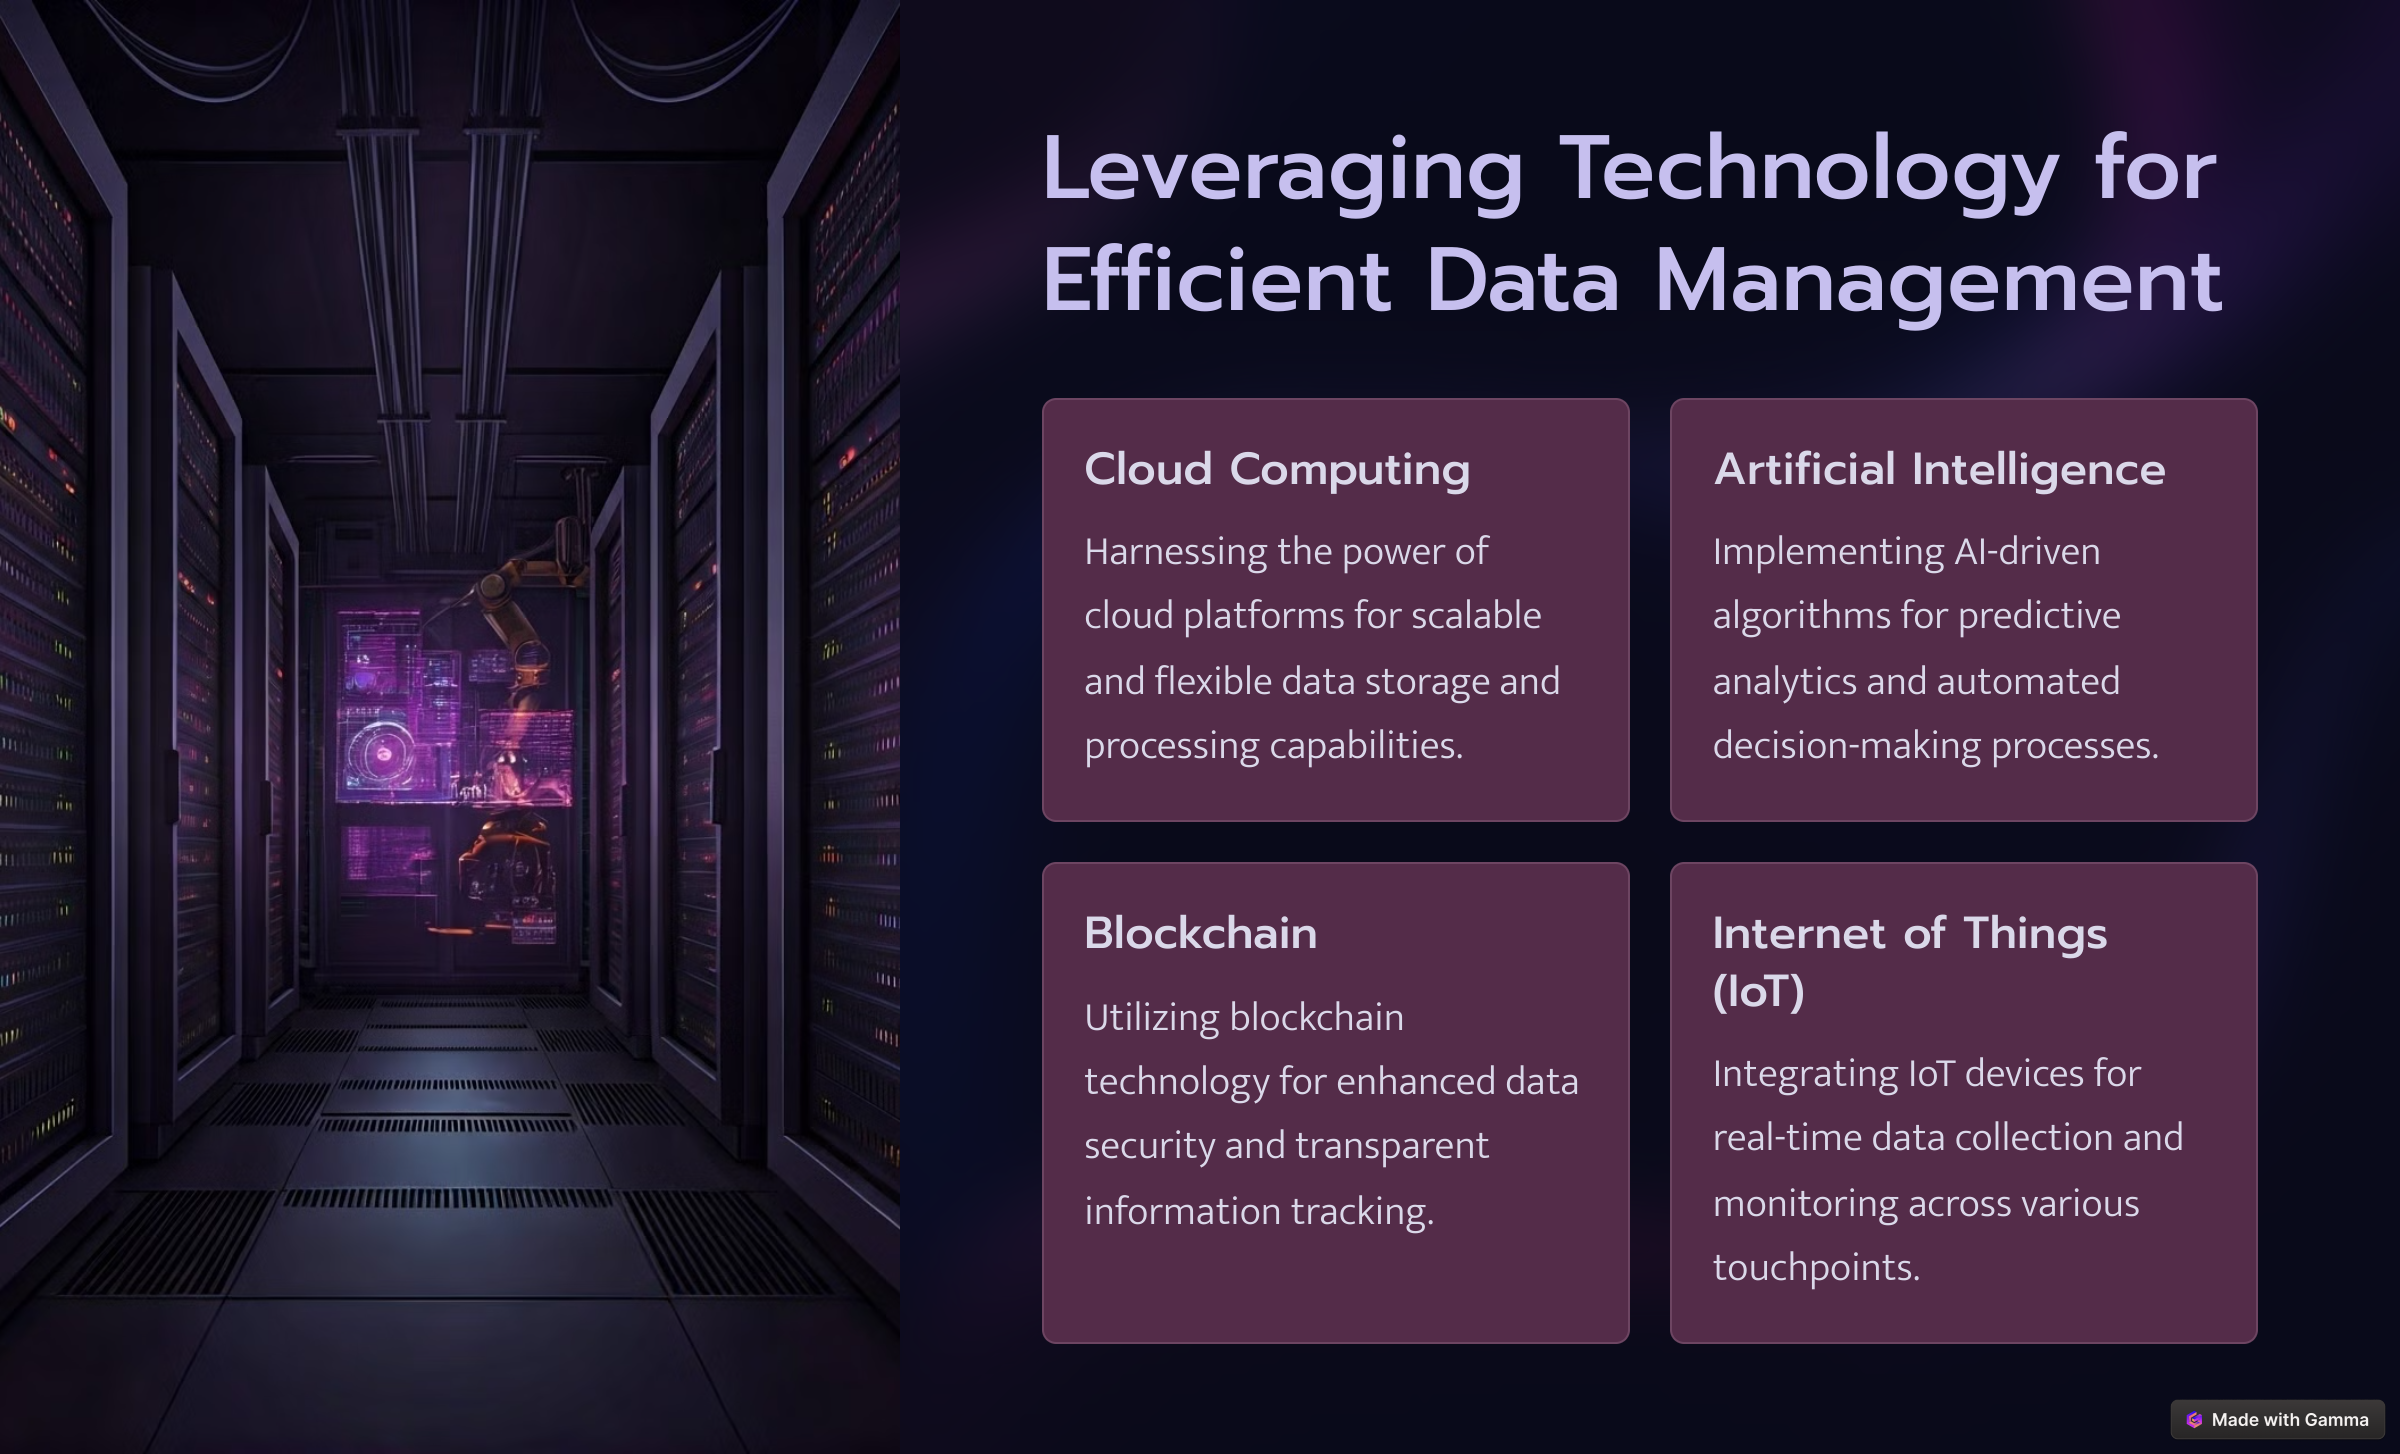 Leveraging Technology for
Efficient Data Management
Cloud Computing
Harnessing the power of
cloud platforms for scalable
and flexible data storage and
processing capabilities.
Artificial Intelligence
Implementing AI-driven
algorithms for predictive
analytics and automated
decision-making processes.
Blockchain
Utilizing blockchain
technology for enhanced data
security and transparent
information tracking.
Internet of Things
(IoT)
Integrating IoT devices for
real-time data collection and
monitoring across various
touchpoints.
Made with Gamma